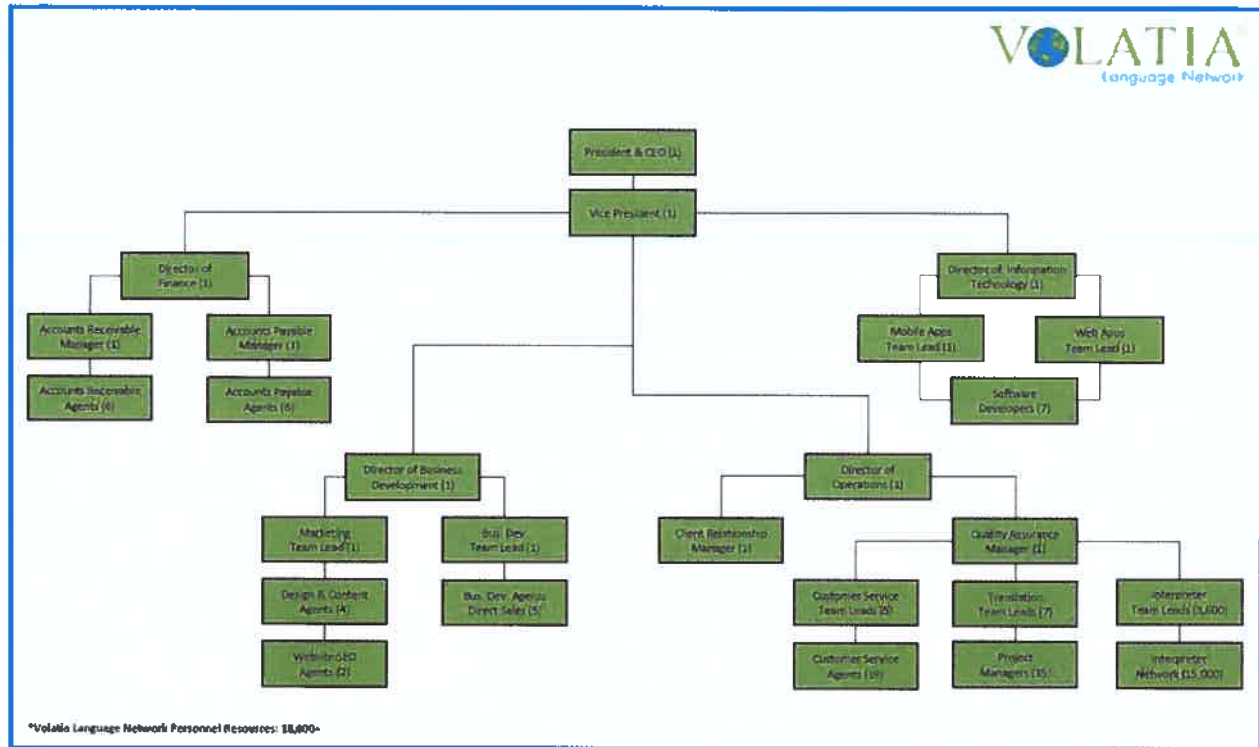 VOLATIA
Language Network
President & CEO (1)
Vice President (1)
Director of
Finance (1)
Director of Information
Technology (1)
Accounts Receivable
Manager (1)
Accounts Payable
Manager (1)
Mobile Apps
Team Lead (1)
Web Apps
Team Lead (1)
Accounts Receivable
Agents (6)
Accounts Payable
Agents (6)
Software
Developers (7)
Director of Business
Development (1)
Director of
Operations (1)
Marketing
Team Lead (1)
Bus. Dev.
Team Lead (1)
Client Relationship
Manager (1)
Quality Assurance
Manager (1)
Design & Content
Agents (4)
Bus. Dev. Agents
Direct Sales (5)
Customer Service
Team Leads
Translation
Team Leads (7)
Interpreter
Team Leads
Website SEO
Agents (2)
Customer Service
Agents (19)
Project
Managers
Interpreter
Network (15,000)
*Volatia Language Network Personnel Resources: